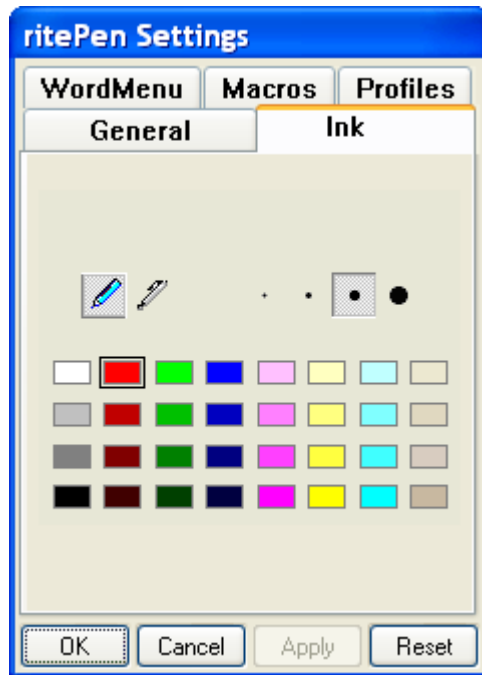 ritePen Settings
WordMenu Macros Profiles
General Ink
OK Cancel Apply Reset